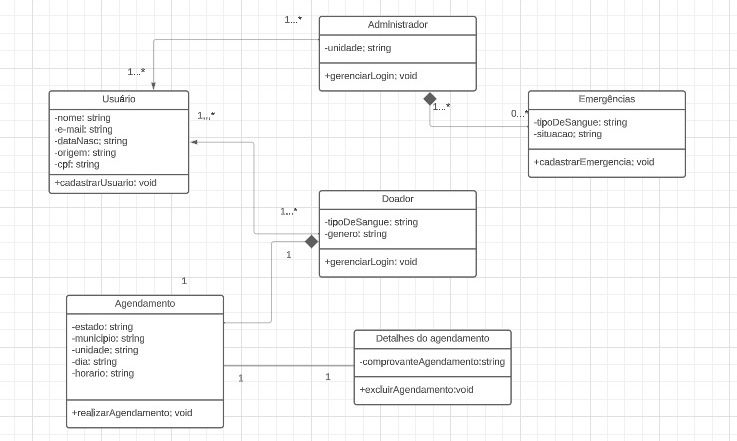 1...*
Administrador
-unidade; string
+gerenciarLogin; void
1...*
1...*
0...*
Usuário
-nome: string
-e-mail: string
-dataNasc; string
-origem: string
-cpf: string
+cadastrarUsuario: void
1...*
Emergências
-tipoDeSangue: string
-situacao; string
+cadastrarEmergencia; void
Doador
-tipoDeSangue: string
-genero: string
+gerenciarLogin: void
1...*
1
1
Agendamento
-estado: string
-município: string
-unidade; string
-dia: string
-horario: string
+realizarAgendamento; void
1
1
Detalhes do agendamento
-comprovanteAgendamento:string
+excluirAgendamento:void